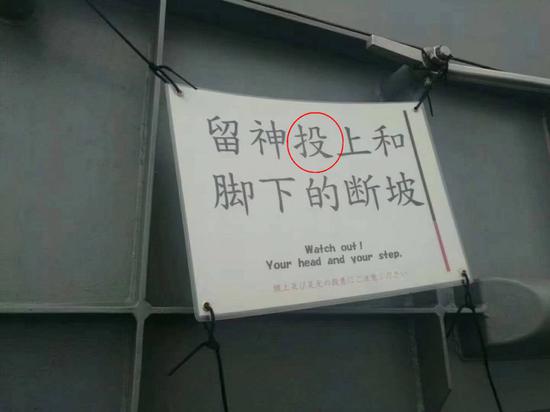 留神投上和
脚下的断坡
Watch out!
Your head and your step.